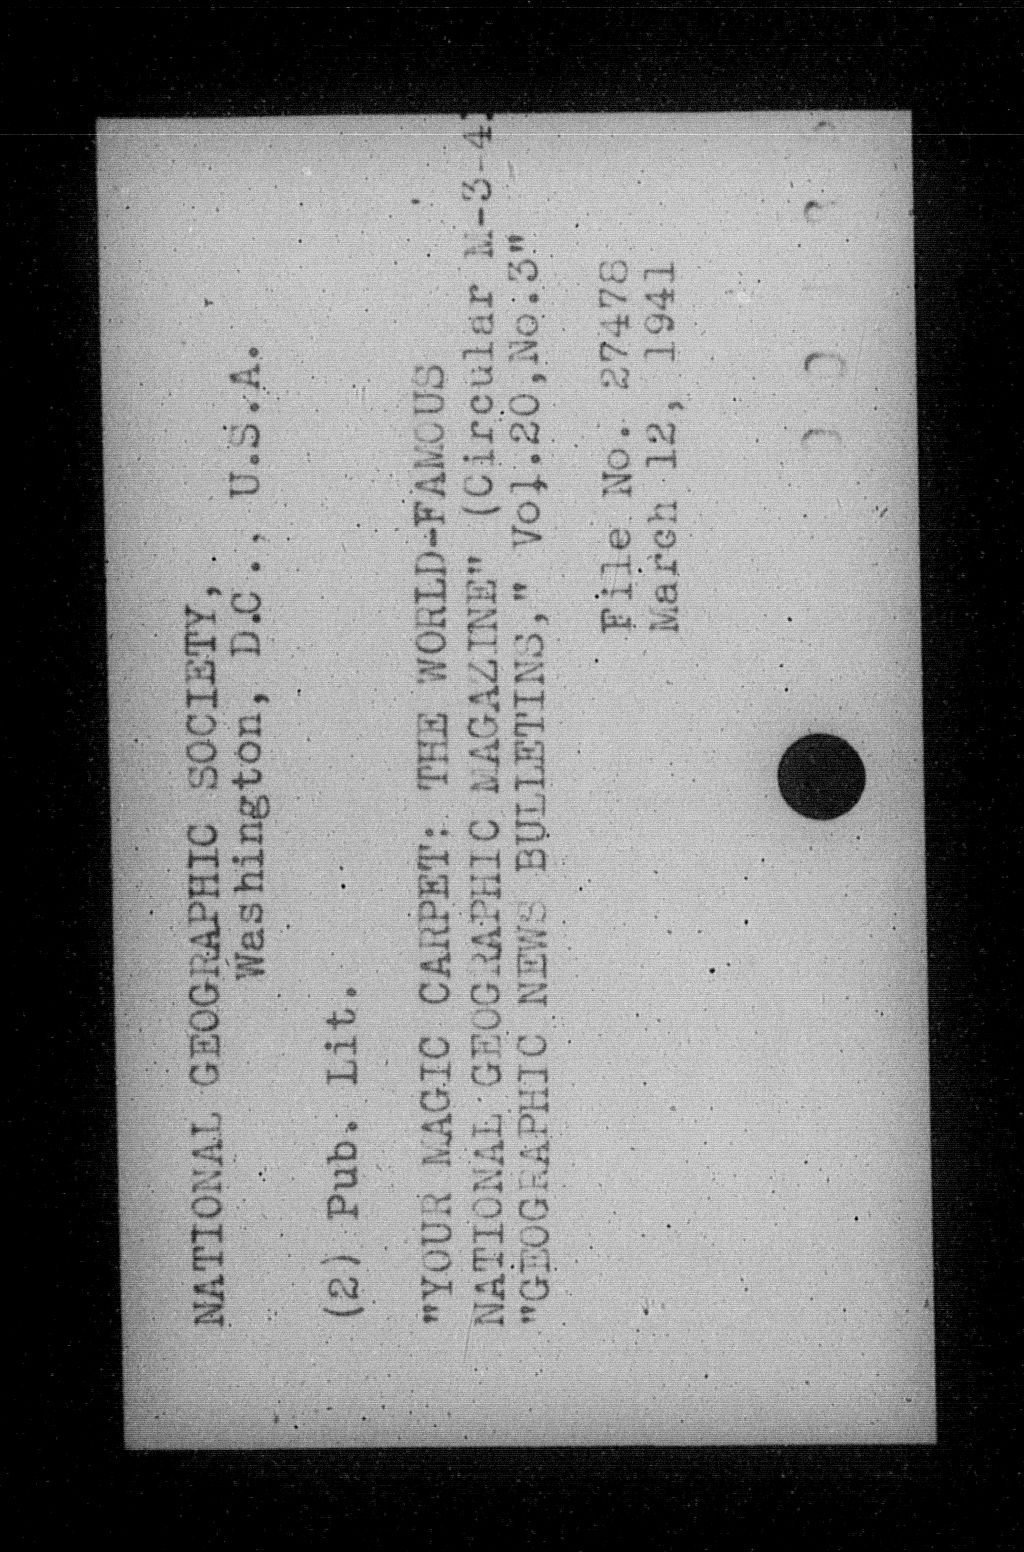 NATIONAL GEOGRAPHIC SOCIETY,
Washington, D.C., U.S.A.
(2) Pub. Lit.
"YOUR MAGIC CARPET: THE WORLD-FAMOUS
NATIONAL GEOGRAPHIC MAGAZINE" (Circular M-3-4
"GEOGRAPHIC NEWS BULLETINS," Vol.20,No.3"
File No. 27478
March 12, 1941